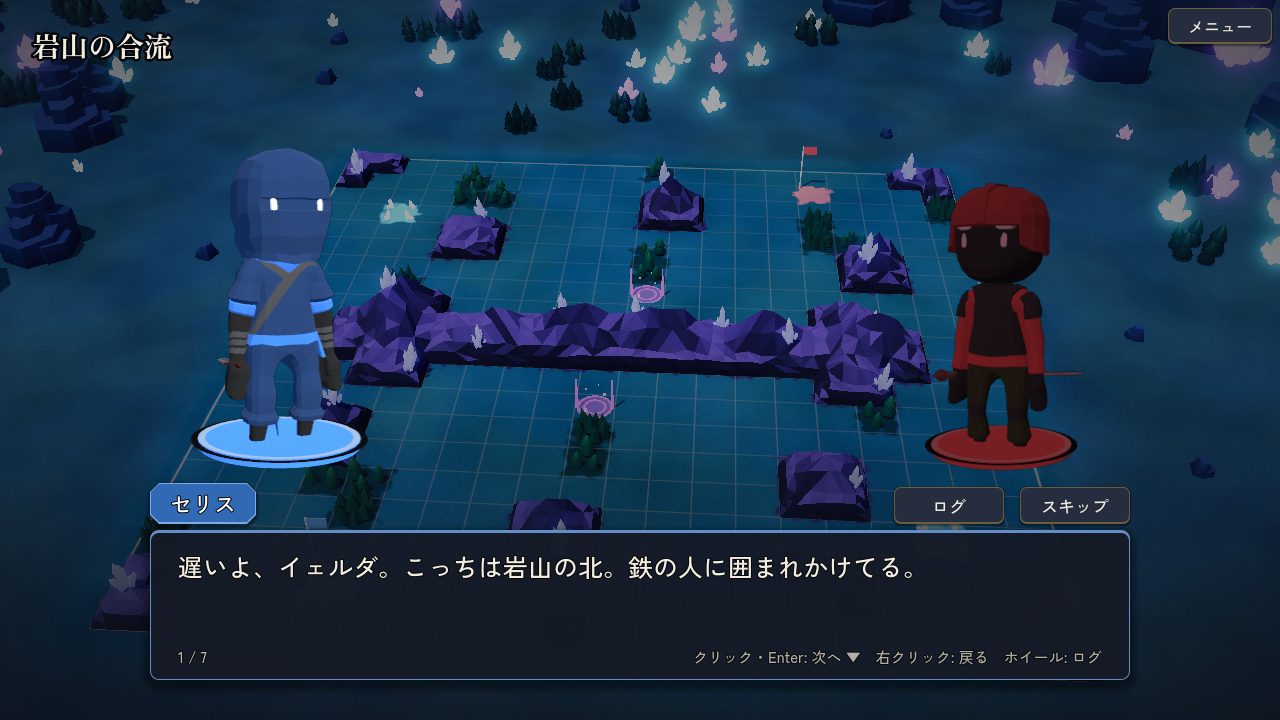 岩山の合流
メニュー
セリス
ログ
スキップ
遅いよ、イェルダ。こっちは岩山の北。鉄の人に囲まれかけてる。
1 / 7
クリック・Enter: 次へ ▼ 右クリック: 戻る ホイール: ログ